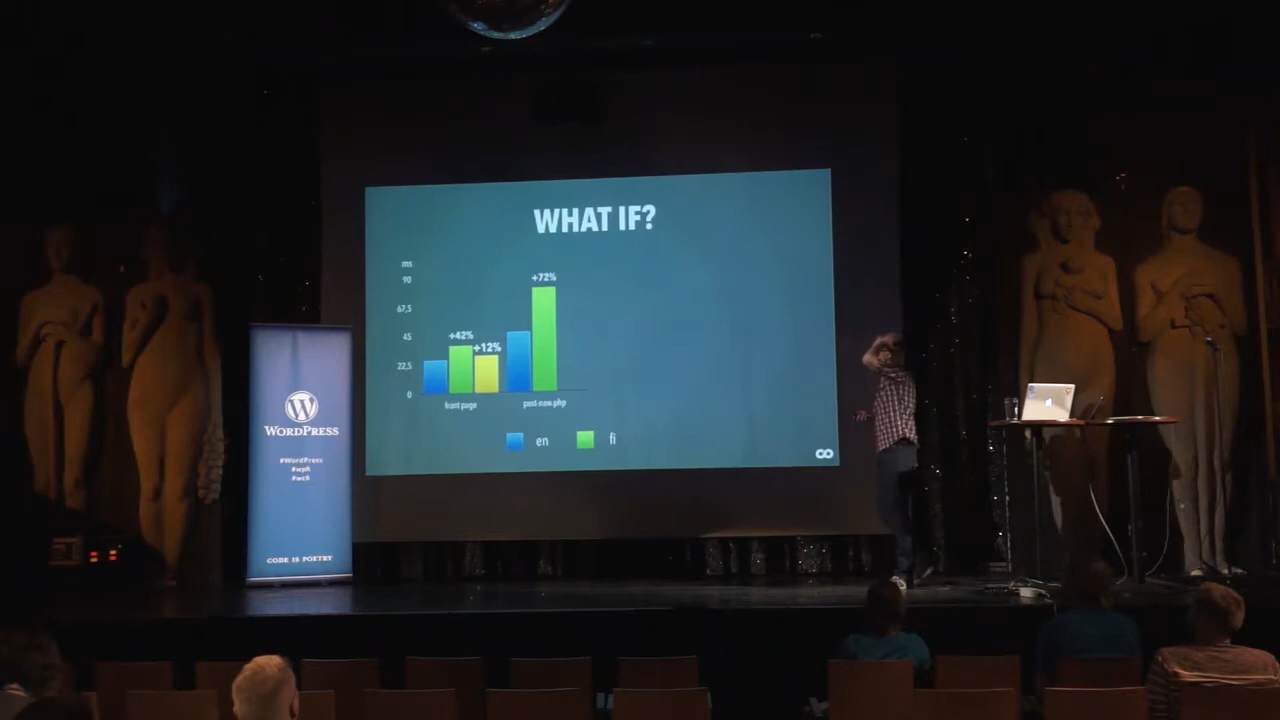 WHAT IF?
ms
90
67,5
45
22,5
0
+42%
+12%
+72%
front page
post-new.php
en
fi
WORDPRESS
#WordPress
#wpfi
#wcfi
CODE IS POETRY